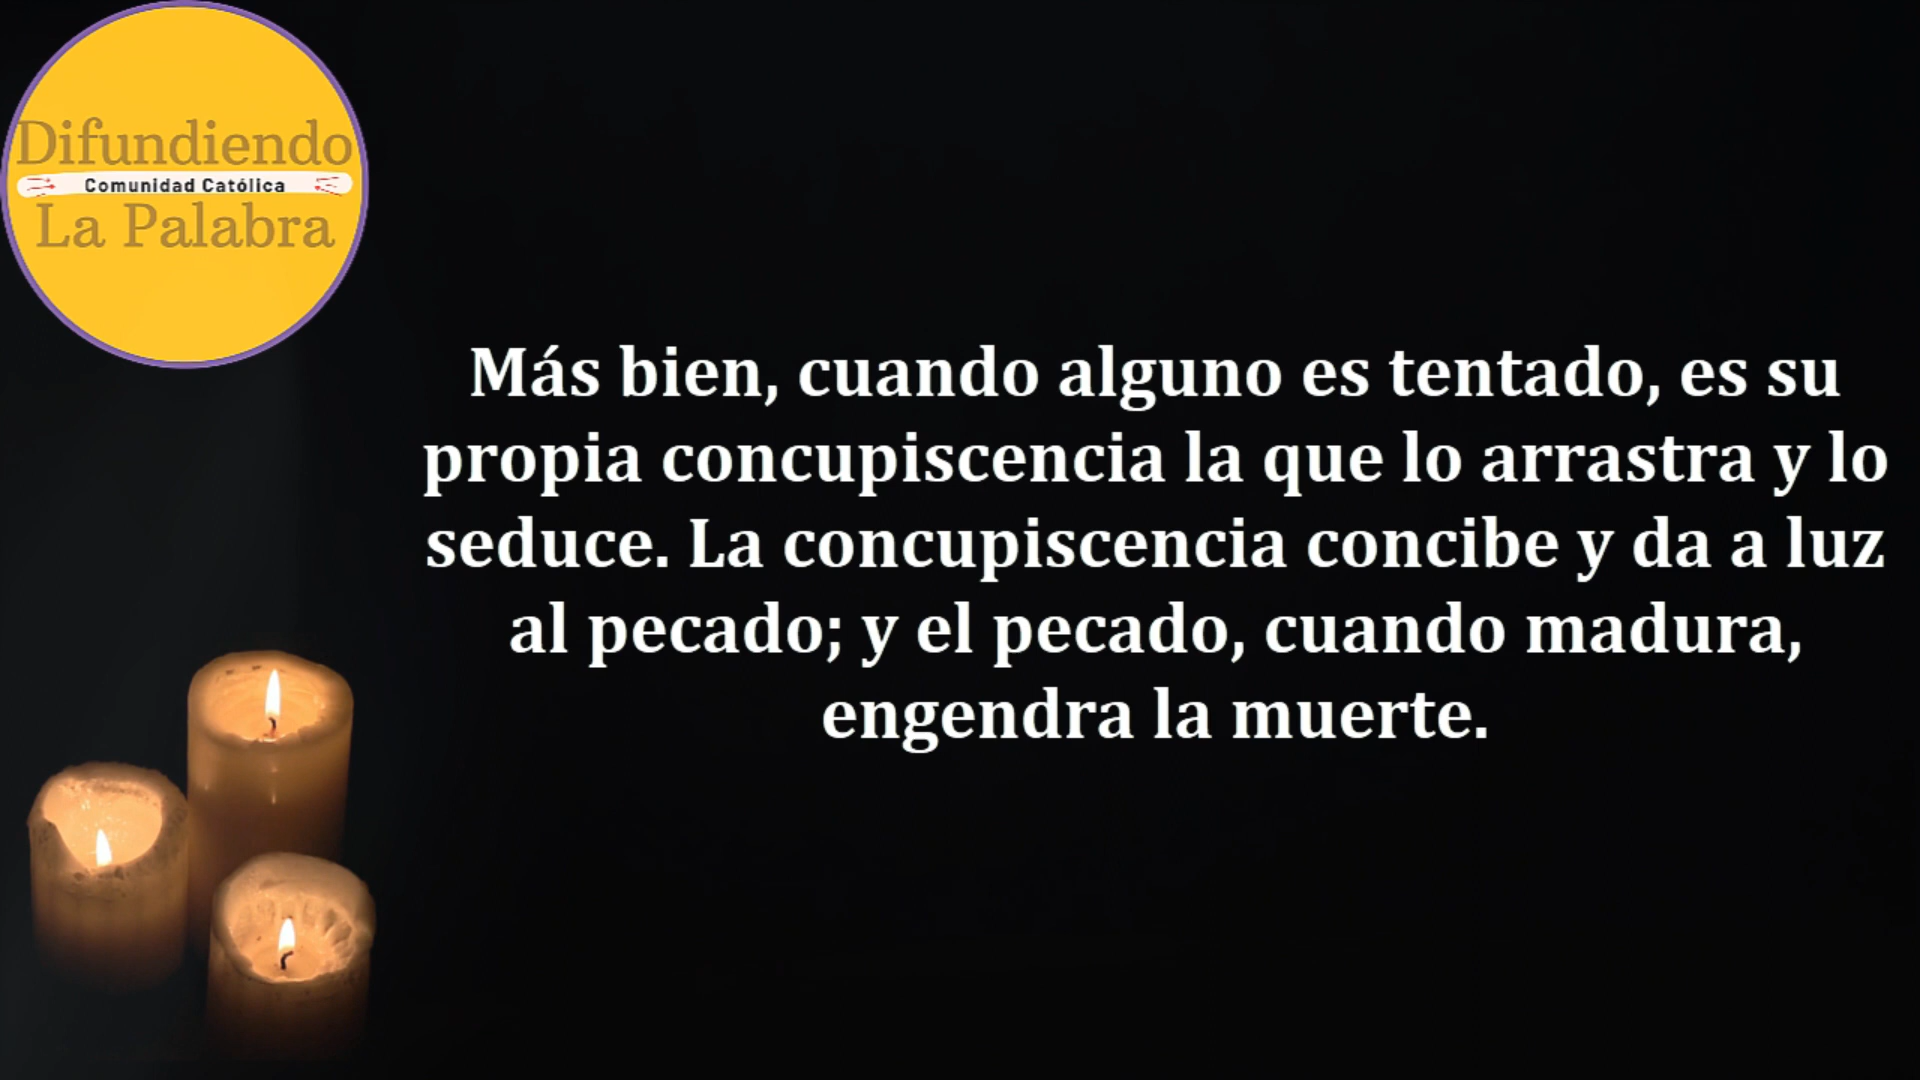 Difundiendo
Comunidad Católica
La Palabra
Más bien, cuando alguno es tentado, es su
propia concupiscencia la que lo arrastra y lo
seduce. La concupiscencia concibe y da a luz
al pecado; y el pecado, cuando madura,
engendra la muerte.